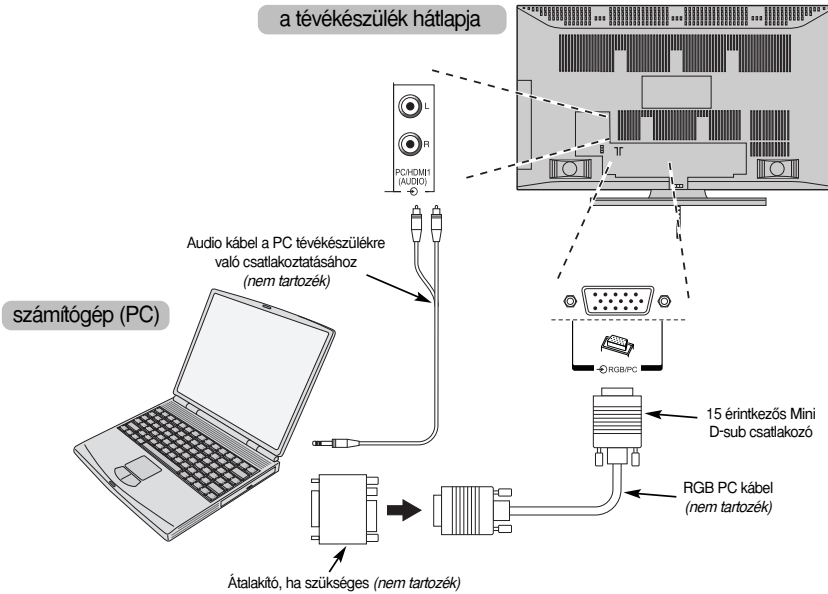 a tévékészülék hátlapja
L
R
PC/HDMI1
(AUDIO)
Audio kábel a PC tévékészülékre
való csatlakoztatásához
(nem tartozék)
számítógép (PC)
RGB/PC
15 érintkezős Mini
D-sub csatlakozó
RGB PC kábel
(nem tartozék)
Átalakító, ha szükséges (nem tartozék)